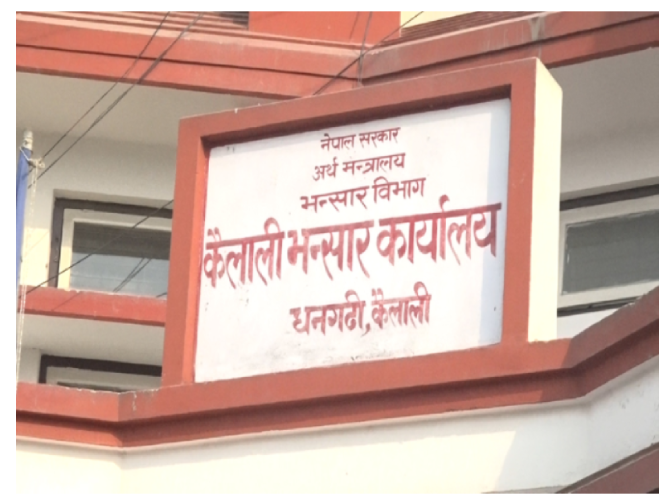 नेपाल सरकार
अर्थ मन्त्रालय
भन्सार विभाग
कैलाली भन्सार कार्यालय
धनगढी, कैलाली